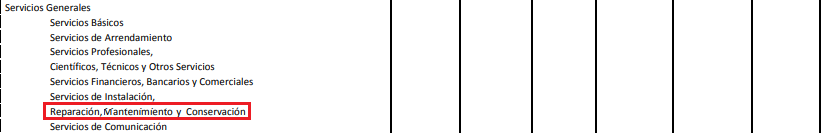 Servicios Generales
Servicios Básicos
Servicios de Arrendamiento
Servicios Profesionales,
Científicos, Técnicos y Otros Servicios
Servicios Financieros, Bancarios y Comerciales
Servicios de Instalación,
Reparación, Mantenimiento y Conservación
Servicios de Comunicación